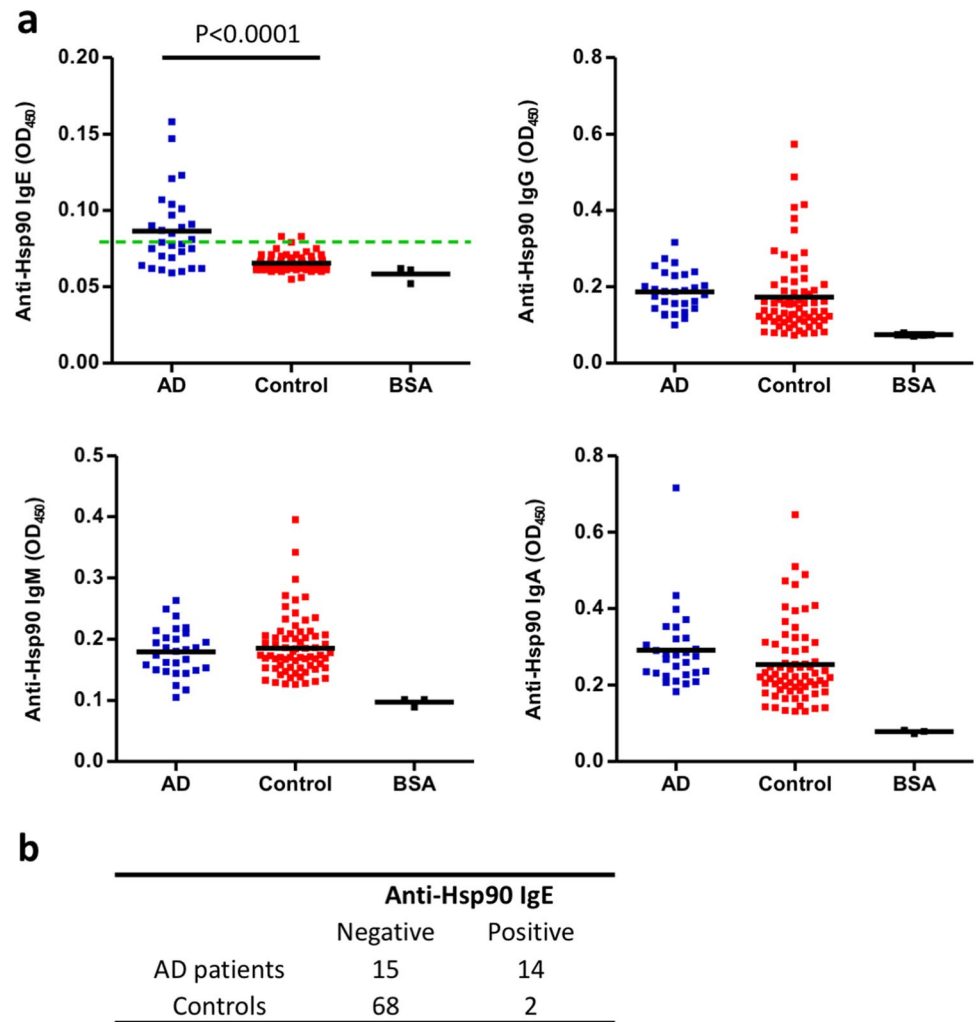 a
P<0.0001
Anti-Hsp90 IgE (OD450)
0.20
0.15
0.10
0.05
0.00
AD Control BSA
Anti-Hsp90 IgG (OD450)
0.8
0.6
0.4
0.2
0.0
AD Control BSA
Anti-Hsp90 IgM (OD450)
0.5
0.4
0.3
0.2
0.1
0.0
AD Control BSA
Anti-Hsp90 IgA (OD450)
0.8
0.6
0.4
0.2
0.0
AD Control BSA
b
Anti-Hsp90 IgE
Negative Positive
AD patients 15 14
Controls 68 2